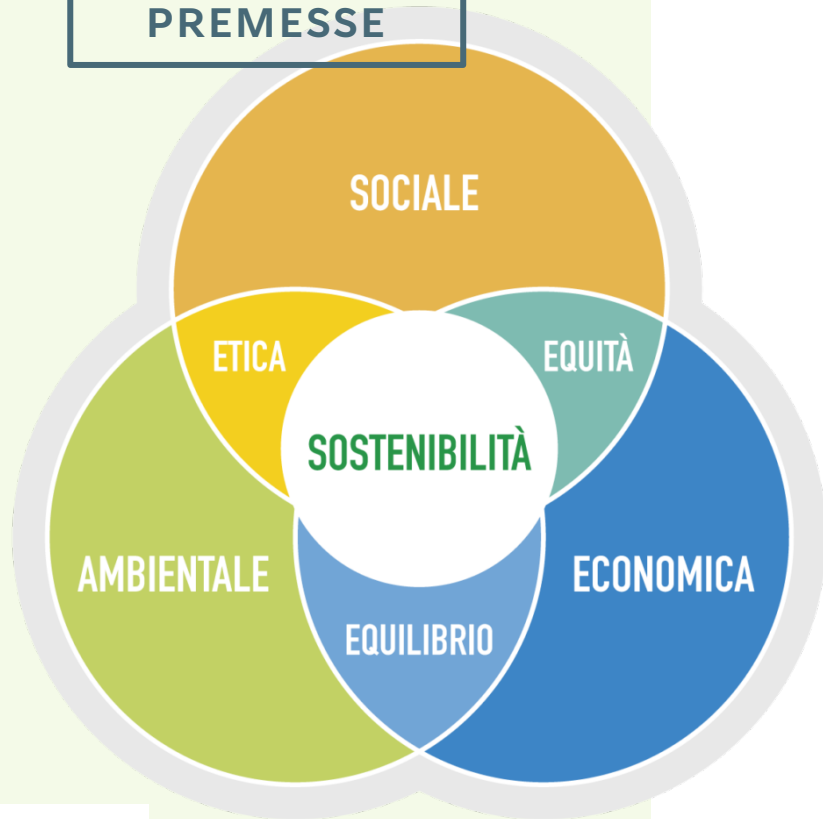 PREMESSE
SOCIALE
ETICA
EQUITÀ
SOSTENIBILITÀ
AMBIENTALE
ECONOMICA
EQUILIBRIO